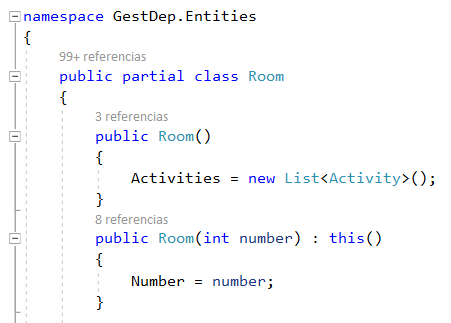 namespace GestDep.Entities
{
99+ referencias
public partial class Room
{
3 referencias
public Room()
{
Activities = new List<Activity>();
}
8 referencias
public Room(int number) : this()
{
Number = number;
}